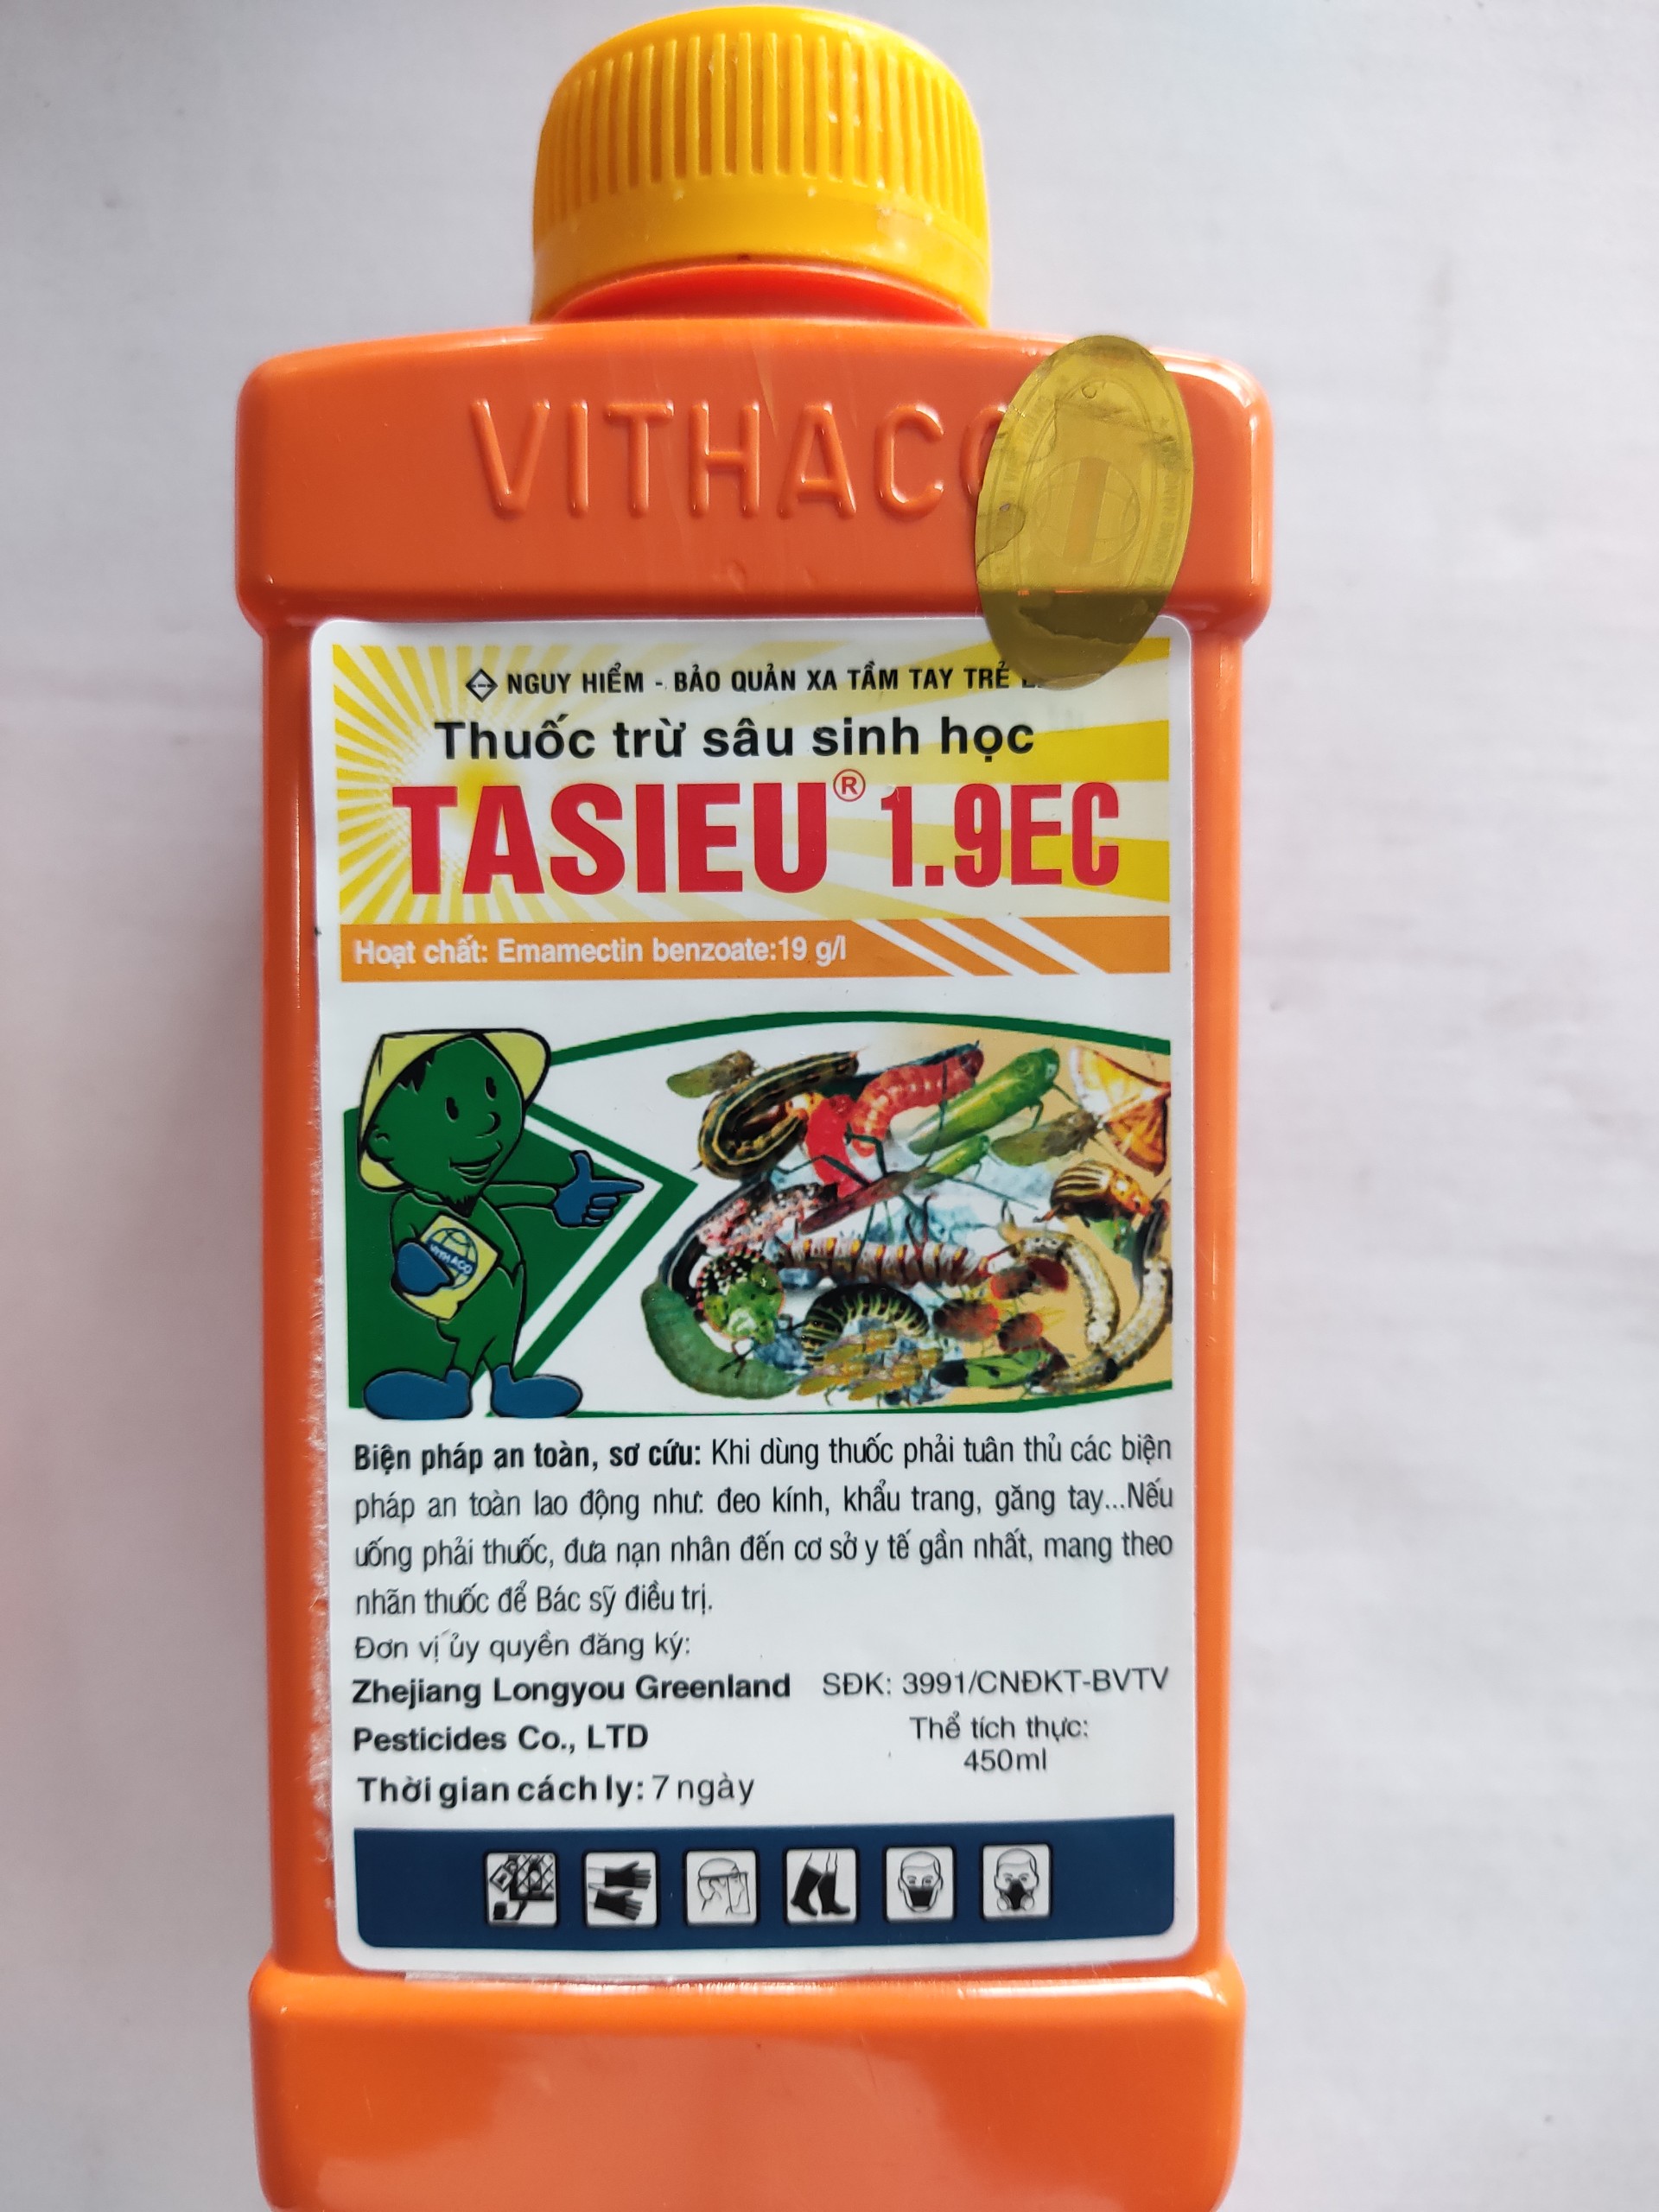 VITHACO
NGUY HIỂM - BẢO QUẢN XA TẦM TAY TRẺ
Thuốc trừ sâu sinh học
TASIEU® 1.9EC
Hoạt chất: Emamectin benzoate:19 g/l
VITHACO
Biện pháp an toàn, sơ cứu: Khi dùng thuốc phải tuân thủ các biện
pháp an toàn lao động như: đeo kính, khẩu trang, găng tay...Nếu
uống phải thuốc, đưa nạn nhân đến cơ sở y tế gần nhất, mang theo
nhãn thuốc để Bác sỹ điều trị.
Đơn vị ủy quyền đăng ký:
Zhejiang Longyou Greenland SĐK: 3991/CNĐKT-BVTV
Pesticides Co., LTD Thể tích thực:
450ml
Thời gian cách ly: 7 ngày